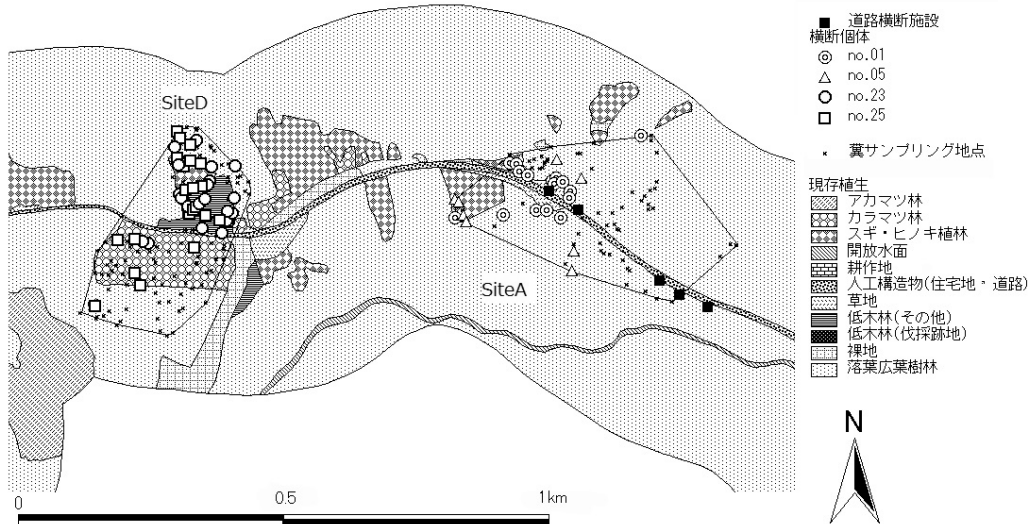 道路横断施設
横断個体
no.01
no.05
no.23
no.25
糞サンプリング地点
現存植生
アカマツ林
カラマツ林
スギ・ヒノキ植林
開放水面
耕作地
人工構造物(住宅地・道路)
草地
低木林(その他)
低木林(伐採跡地)
裸地
落葉広葉樹林
SiteD
SiteA
N
0
0.5
1km